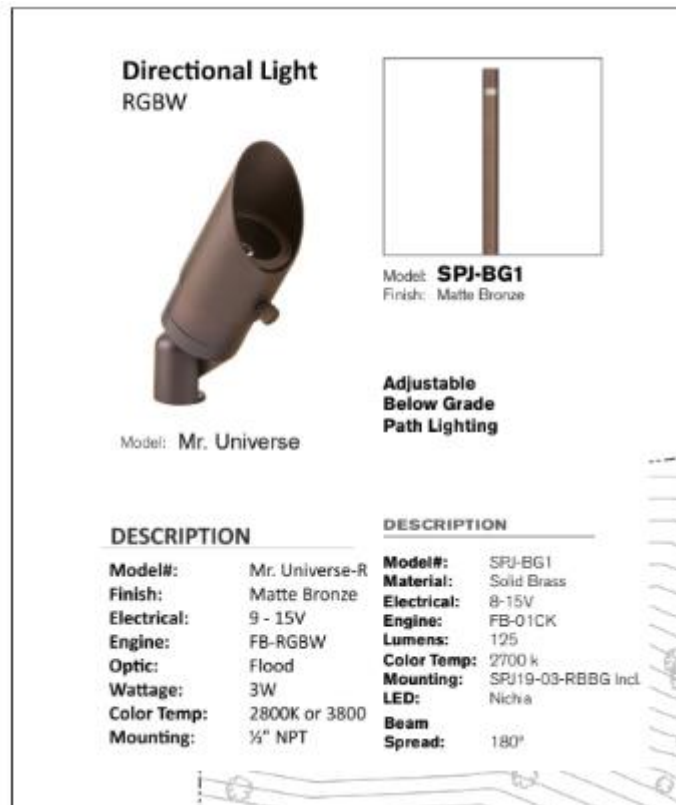 Directional Light
RGBW
Model: Mr. Universe
DESCRIPTION
Model#: Mr. Universe-R
Finish: Matte Bronze
Electrical: 9 - 15V
Engine: FB-RGBW
Optic: Flood
Wattage: 3W
Color Temp: 2800K or 3800
Mounting: ½" NPT
Model: SPJ-BG1
Finish: Matte Bronze
Adjustable
Below Grade
Path Lighting
DESCRIPTION
Model#: SPJ-BG1
Material: Solid Brass
Electrical: 8-15V
Engine: FB-01CK
Lumens: 125
Color Temp: 2700 k
Mounting: SPJ19-03-RBBG Incl.
LED: Nichia
Beam
Spread: 180°